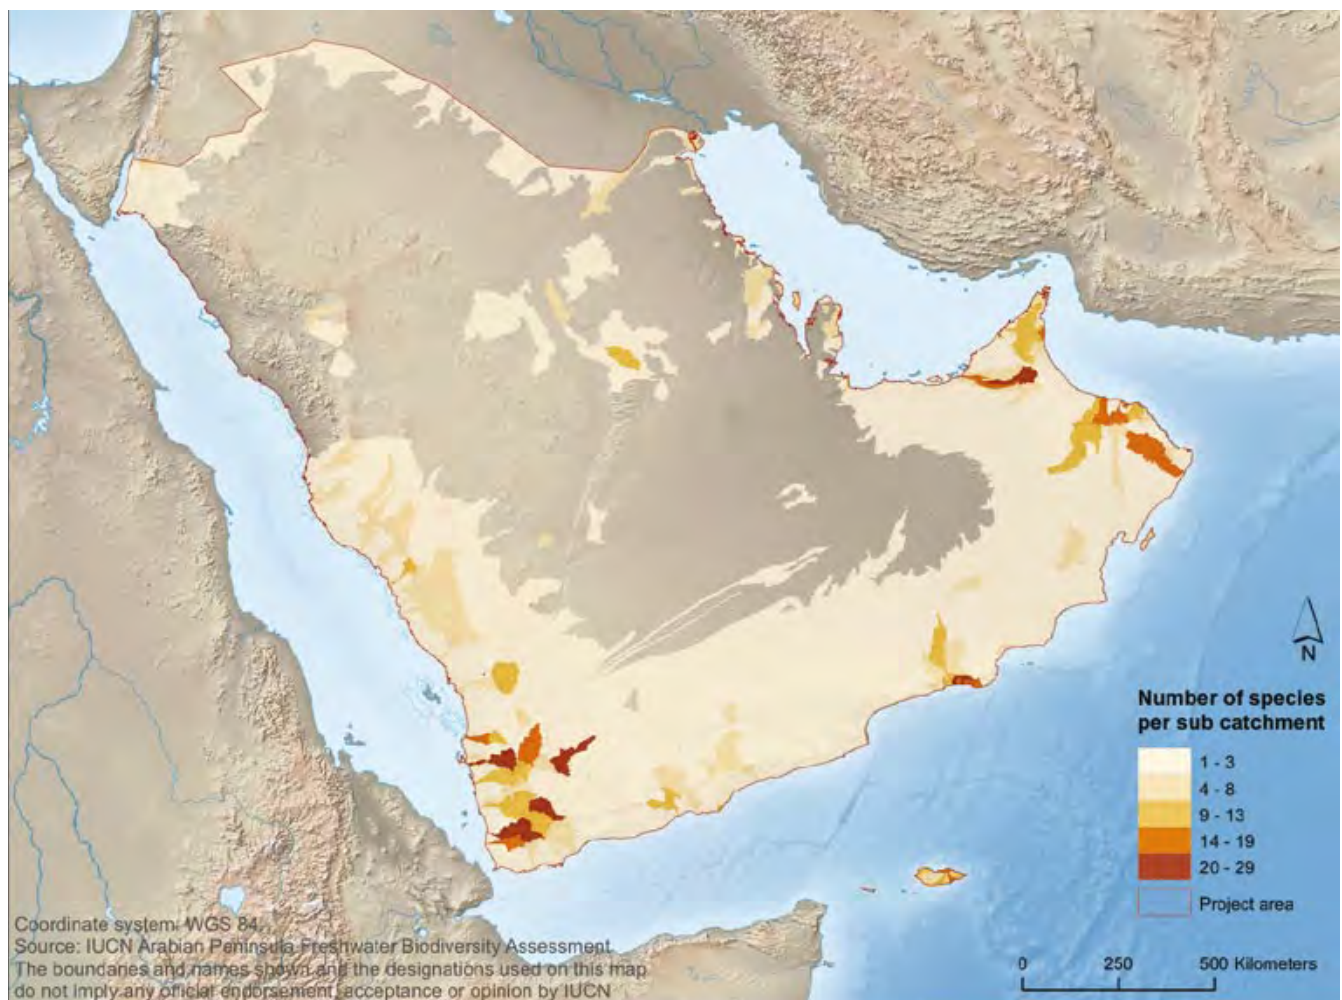 N
Number of species
per sub catchment
1 - 3
4 - 8
9 - 13
14 - 19
20 - 29
Project area
0 250 500 Kilometers
Coordinate system: WGS 84.
Source: IUCN Arabian Peninsula Freshwater Biodiversity Assessment
The boundaries and names shown and the designations used on this map
do not imply any official endorsement, acceptance or opinion by IUCN